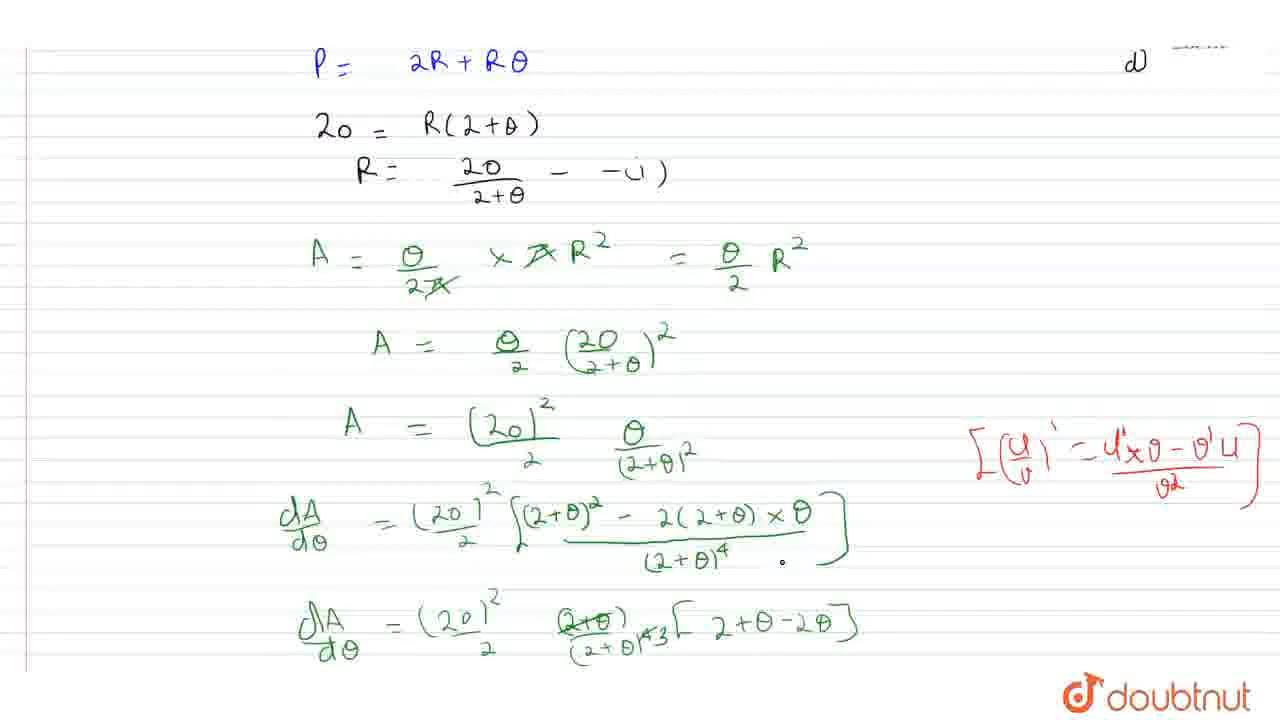 P = 2R + Rθ
d)
20 = R(2+θ)
R = 20/(2+θ) - -(i)
A = θ/2π × πR² = θ/2 R²
A = θ/2 (20/(2+θ))²
A = (20)²/2 θ/(2+θ)²
[(u/v)' = (u'×v - v'u)/v²]
dA/dθ = (20)²/2 [((2+θ)² - 2(2+θ)×θ)/(2+θ)⁴]
dA/dθ = (20)²/2 (2+θ)/(2+θ)⁴ 3 [2+θ-2θ]
doubtnut